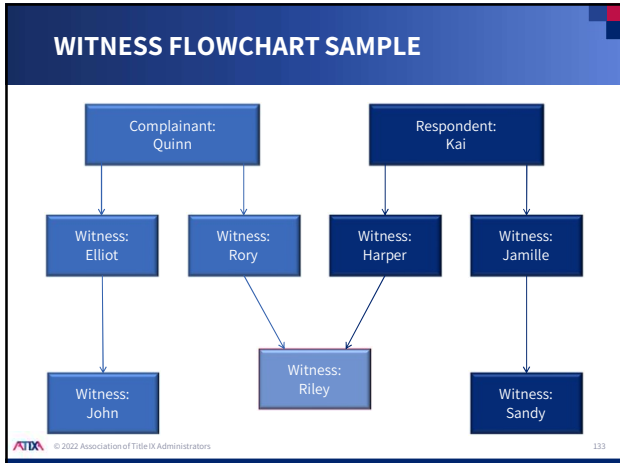 WITNESS FLOWCHART SAMPLE
Complainant:
Quinn
Respondent:
Kai
Witness:
Elliot
Witness:
Rory
Witness:
Harper
Witness:
Jamille
Witness:
Riley
Witness:
John
Witness:
Sandy
ATIXA © 2022 Association of Title IX Administrators
133